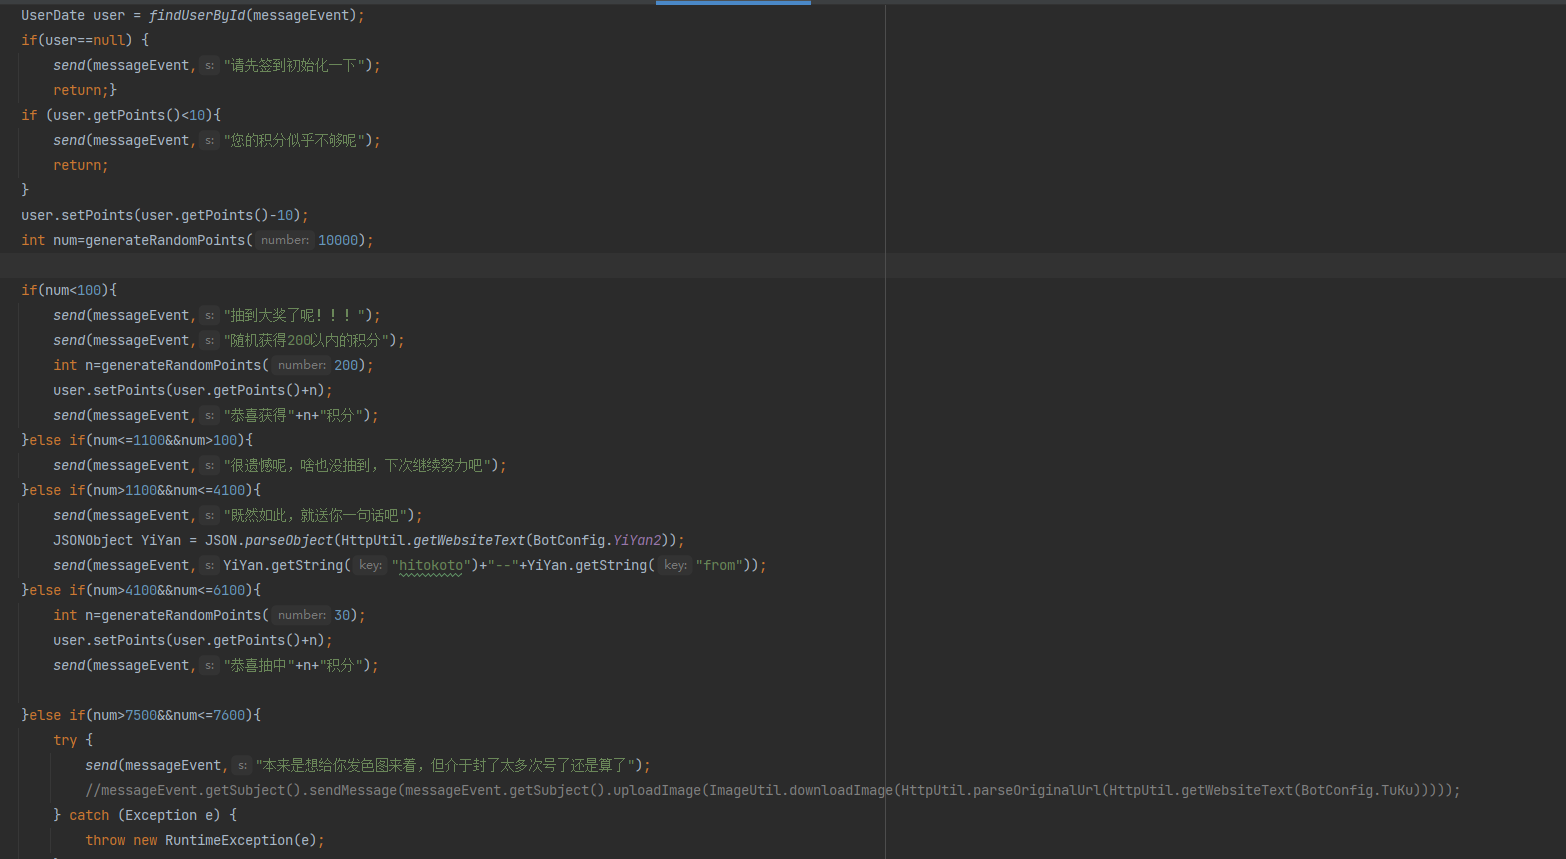 UserDate user = findUserById(messageEvent);
if(user==null) {
send(messageEvent, s: "请先签到初始化一下");
return;}
if (user.getPoints()<10){
send(messageEvent, s: "您的积分似乎不够呢");
return;
}
user.setPoints(user.getPoints()-10);
int num=generateRandomPoints( number: 10000);
if(num<100){
send(messageEvent, s: "抽到大奖了呢！！！");
send(messageEvent, s: "随机获得200以内的积分");
int n=generateRandomPoints( number: 200);
user.setPoints(user.getPoints()+n);
send(messageEvent, s: "恭喜获得"+n+"积分");
}else if(num<=1100&&num>100){
send(messageEvent, s: "很遗憾呢，啥也没抽到，下次继续努力吧");
}else if(num>1100&&num<=4100){
send(messageEvent, s: "既然如此，就送你一句话吧");
JSONObject YiYan = JSON.parseObject(HttpUtil.getWebsiteText(BotConfig.YiYan2));
send(messageEvent, s: YiYan.getString( key: "hitokoto")+"--"+YiYan.getString( key: "from"));
}else if(num>4100&&num<=6100){
int n=generateRandomPoints( number: 30);
user.setPoints(user.getPoints()+n);
send(messageEvent, s: "恭喜抽中"+n+"积分");
}else if(num>7500&&num<=7600){
try {
send(messageEvent, s: "本来是想给你发色图来着，但介于封了太多次号了还是算了");
//messageEvent.getSubject().sendMessage(messageEvent.getSubject().uploadImage(ImageUtil.downloadImage(HttpUtil.parseOriginalUrl(HttpUtil.getWebsiteText(BotConfig.TuKu)))));
} catch (Exception e) {
throw new RuntimeException(e);